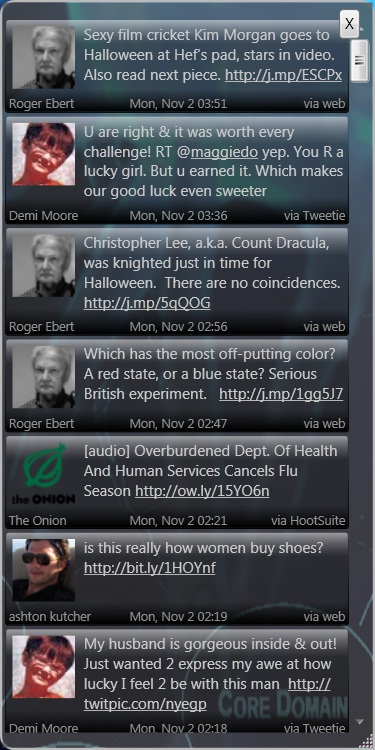 X
Sexy film cricket Kim Morgan goes to
Halloween at Hef's pad, stars in video.
Also read next piece. http://j.mp/ESCPx
Roger Ebert Mon, Nov 2 03:51 via web
U are right & it was worth every
challenge! RT @maggiedo yep. You R a
lucky girl. But u earned it. Which makes
our good luck even sweeter
Demi Moore Mon, Nov 2 03:36 via Tweetie
Christopher Lee, a.k.a. Count Dracula,
was knighted just in time for
Halloween. There are no coincidences.
http://j.mp/5qQOG
Roger Ebert Mon, Nov 2 02:56 via web
Which has the most off-putting color?
A red state, or a blue state? Serious
British experiment. http://j.mp/1gg5J7
Roger Ebert Mon, Nov 2 02:47 via web
[audio] Overburdened Dept. Of Health
And Human Services Cancels Flu
Season http://ow.ly/15YO6n
the ONION
The Onion Mon, Nov 2 02:21 via HootSuite
is this really how women buy shoes?
http://bit.ly/1HOYnf
ashton kutcher Mon, Nov 2 02:19 via web
My husband is gorgeous inside & out!
Just wanted 2 express my awe at how
lucky I feel 2 be with this man http://
twitpic.com/nyegp
CORE DOMAIN
Demi Moore Mon, Nov 2 02:18 via Tweetie